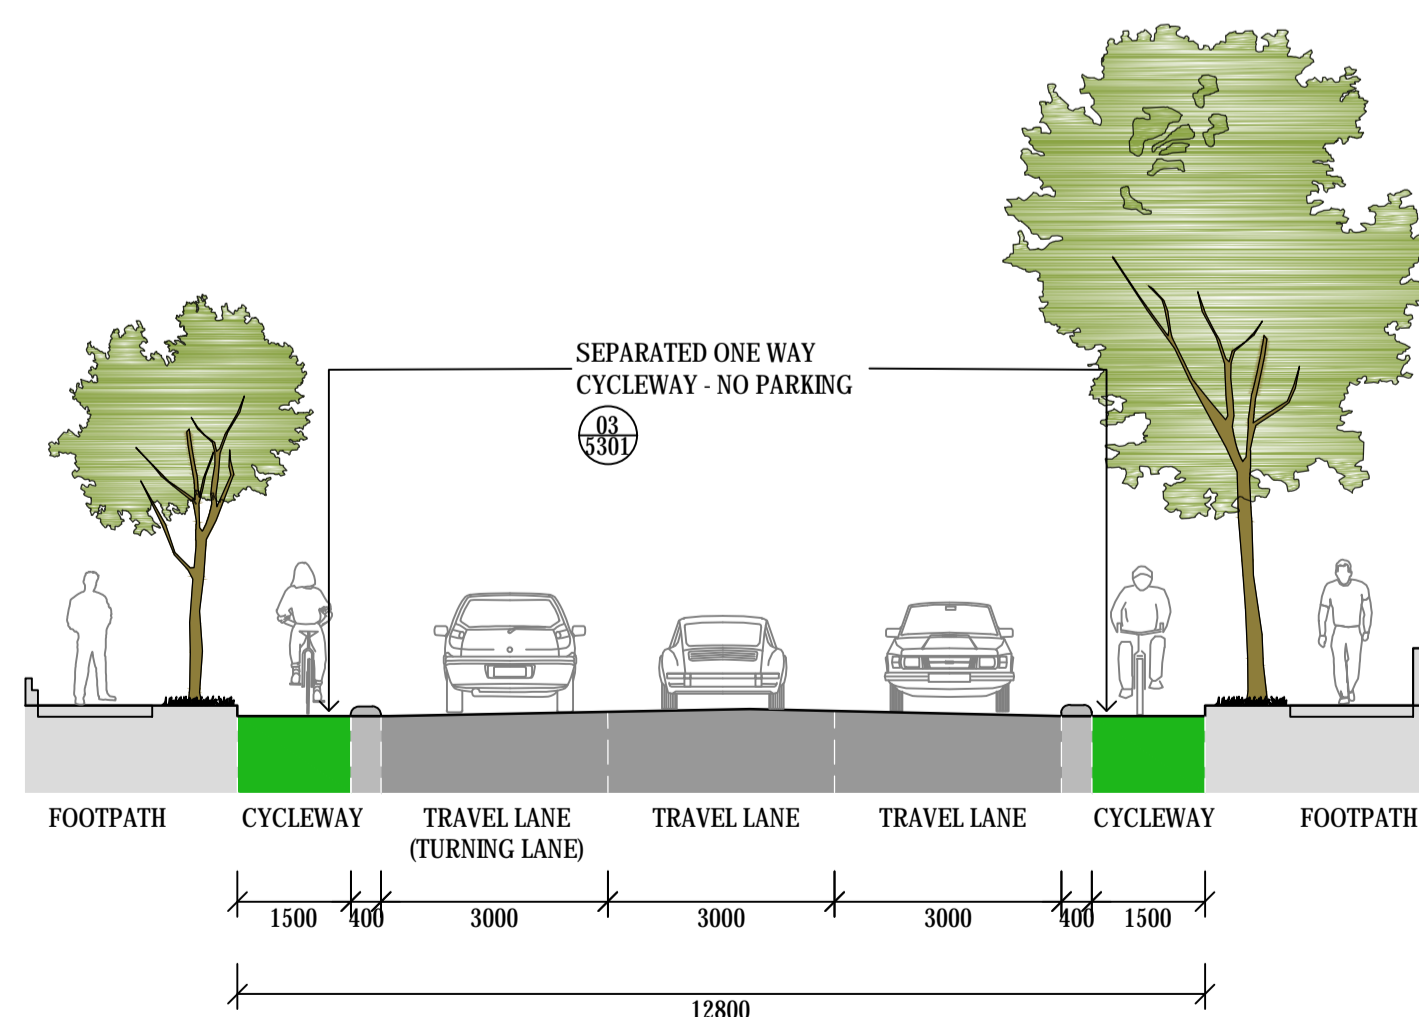 SEPARATED ONE WAY
CYCLEWAY - NO PARKING
03
5301
FOOTPATH
CYCLEWAY
TRAVEL LANE
(TURNING LANE)
TRAVEL LANE
TRAVEL LANE
CYCLEWAY
FOOTPATH
1500
400
3000
3000
3000
400
1500
12800